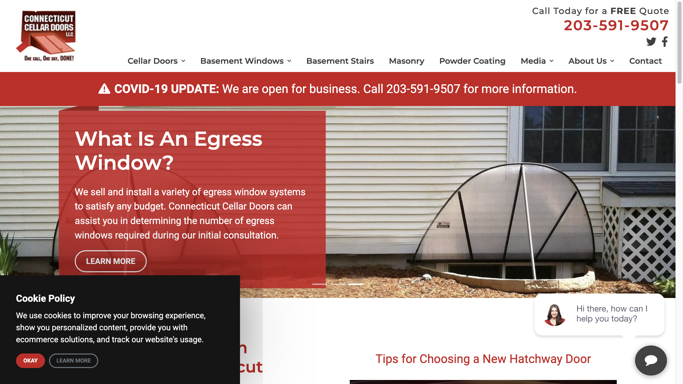 CONNECTICUT
CELLAR DOORS
LLC
ONE CALL, ONE DAY, DONE!
Call Today for a FREE Quote
203-591-9507
Cellar Doors
Basement Windows
Basement Stairs
Masonry
Powder Coating
Media
About Us
Contact
COVID-19 UPDATE: We are open for business. Call 203-591-9507 for more information.
What Is An Egress
Window?
We sell and install a variety of egress window systems
to satisfy any budget. Connecticut Cellar Doors can
assist you in determining the number of egress
windows required during our initial consultation.
LEARN MORE
Cookie Policy
We use cookies to improve your browsing experience,
show you personalized content, provide you with
ecommerce solutions, and track our website's usage.
OKAY
LEARN MORE
Hi there, how can I
help you today?
Tips for Choosing a New Hatchway Door